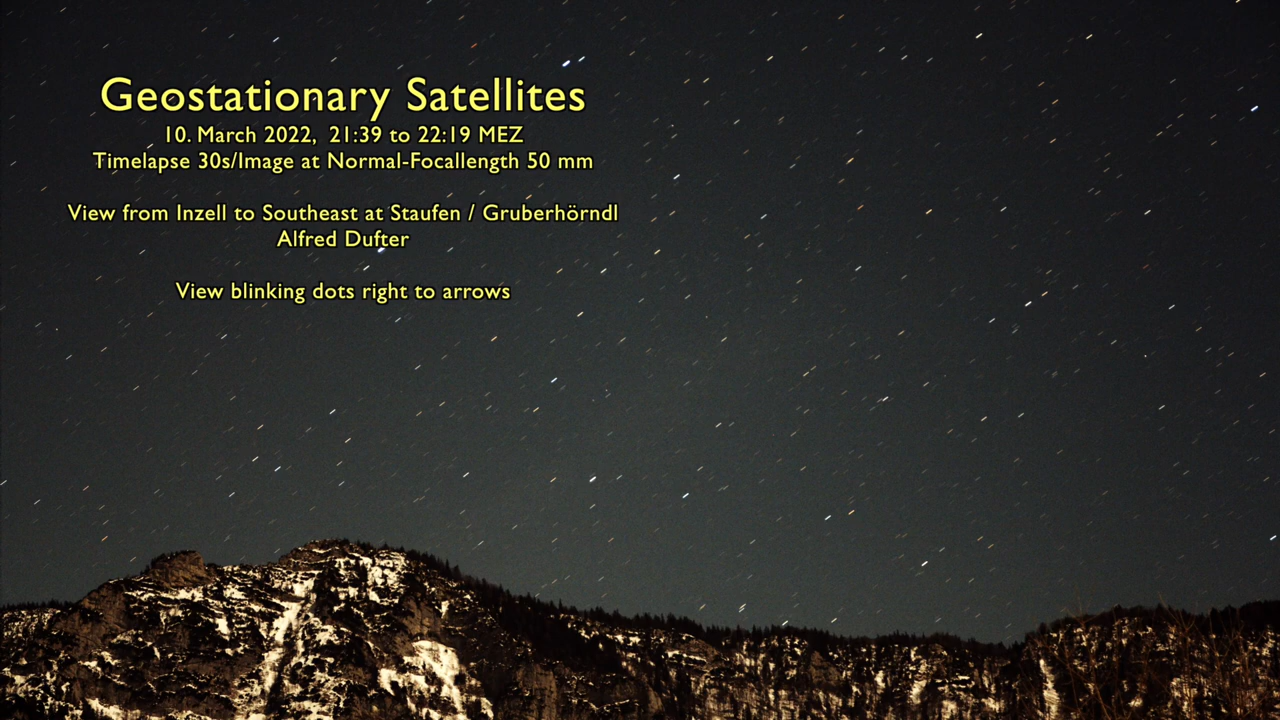 Geostationary Satellites
10. March 2022, 21:39 to 22:19 MEZ
Timelapse 30s/Image at Normal-Focallength 50 mm
View from Inzell to Southeast at Staufen / Gruberhörndl
Alfred Dufter
View blinking dots right to arrows